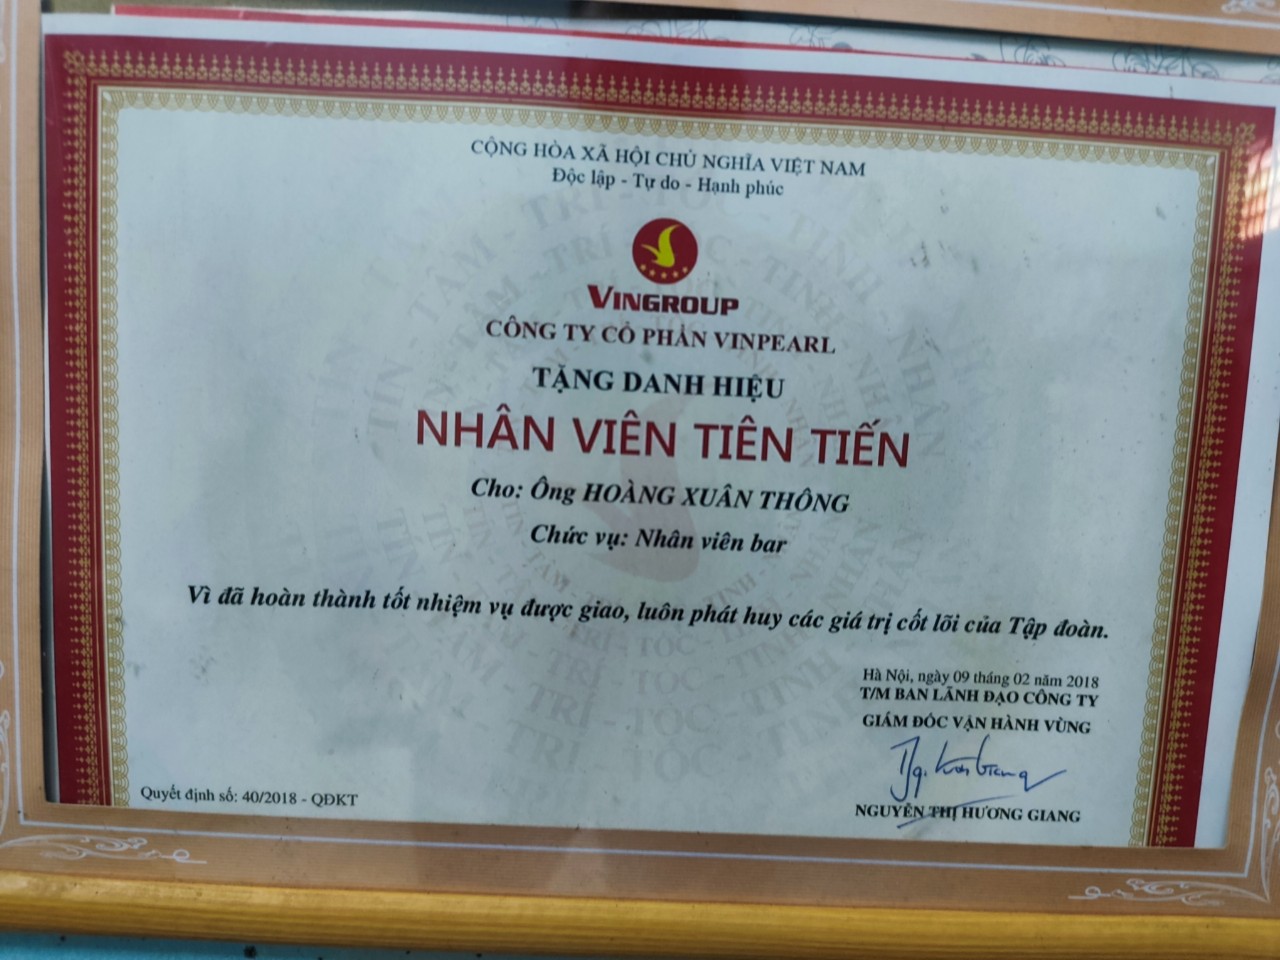 CỘNG HÒA XÃ HỘI CHỦ NGHĨA VIỆT NAM
Độc lập - Tự do - Hạnh phúc
VINGROUP
CÔNG TY CỔ PHẦN VINPEARL
TẶNG DANH HIỆU
NHÂN VIÊN TIÊN TIẾN
Cho: Ông HOÀNG XUÂN THÔNG
Chức vụ: Nhân viên bar
Vì đã hoàn thành tốt nhiệm vụ được giao, luôn phát huy các giá trị cốt lõi của Tập đoàn.
Hà Nội, ngày 09 tháng 02 năm 2018
T/M BAN LÃNH ĐẠO CÔNG TY
GIÁM ĐỐC VẬN HÀNH VÙNG
NGUYỄN THỊ HƯƠNG GIANG
Quyết định số: 40/2018 - QĐKT